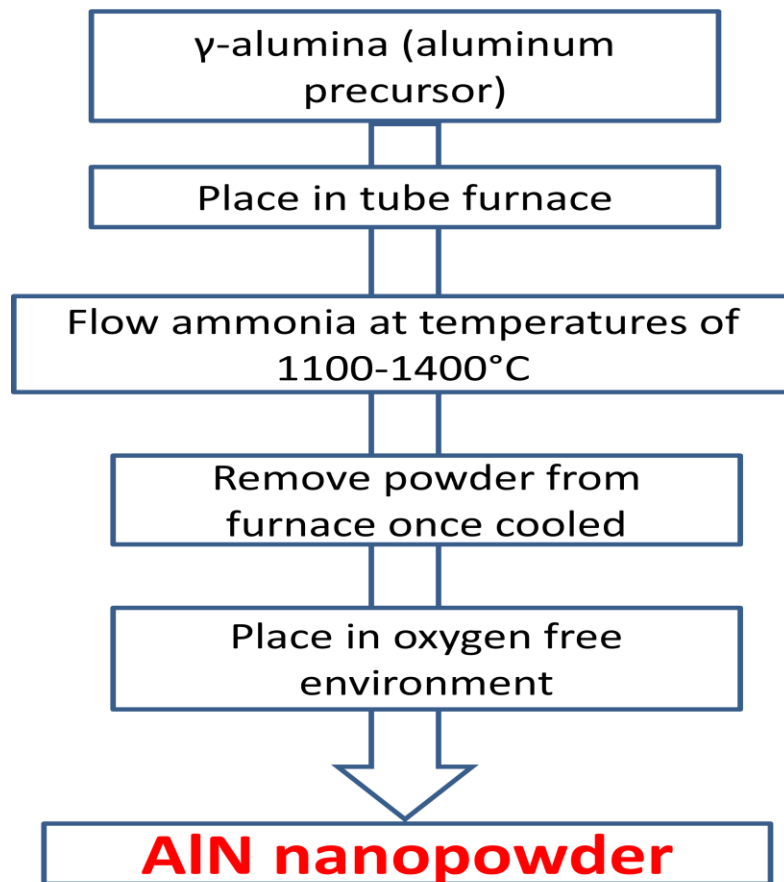 γ-alumina (aluminum
precursor)
Place in tube furnace
Flow ammonia at temperatures of
1100-1400°C
Remove powder from
furnace once cooled
Place in oxygen free
environment
AlN nanopowder